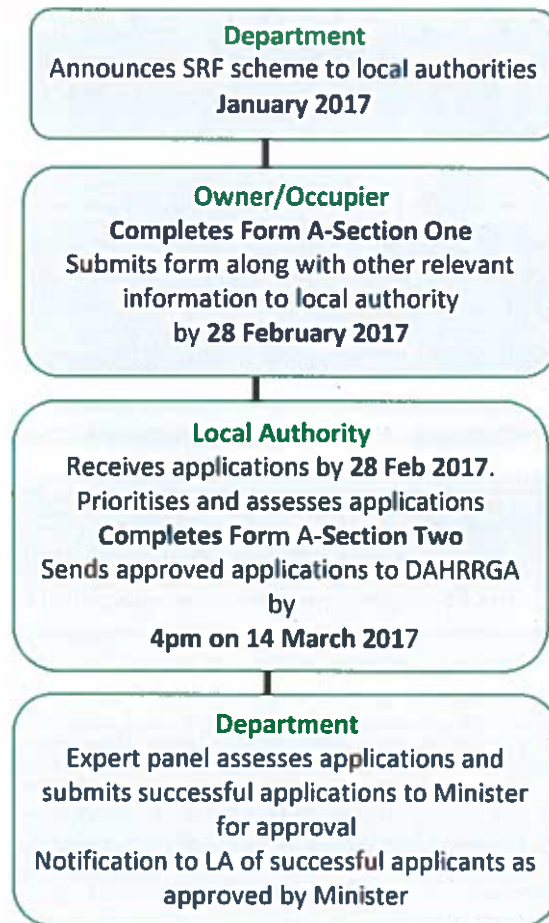 Department
Announces SRF scheme to local authorities
January 2017
Owner/Occupier
Completes Form A-Section One
Submits form along with other relevant
information to local authority
by 28 February 2017
Local Authority
Receives applications by 28 Feb 2017.
Prioritises and assesses applications
Completes Form A-Section Two
Sends approved applications to DAHRRGA
by
4pm on 14 March 2017
Department
Expert panel assesses applications and
submits successful applications to Minister
for approval
Notification to LA of successful applicants as
approved by Minister